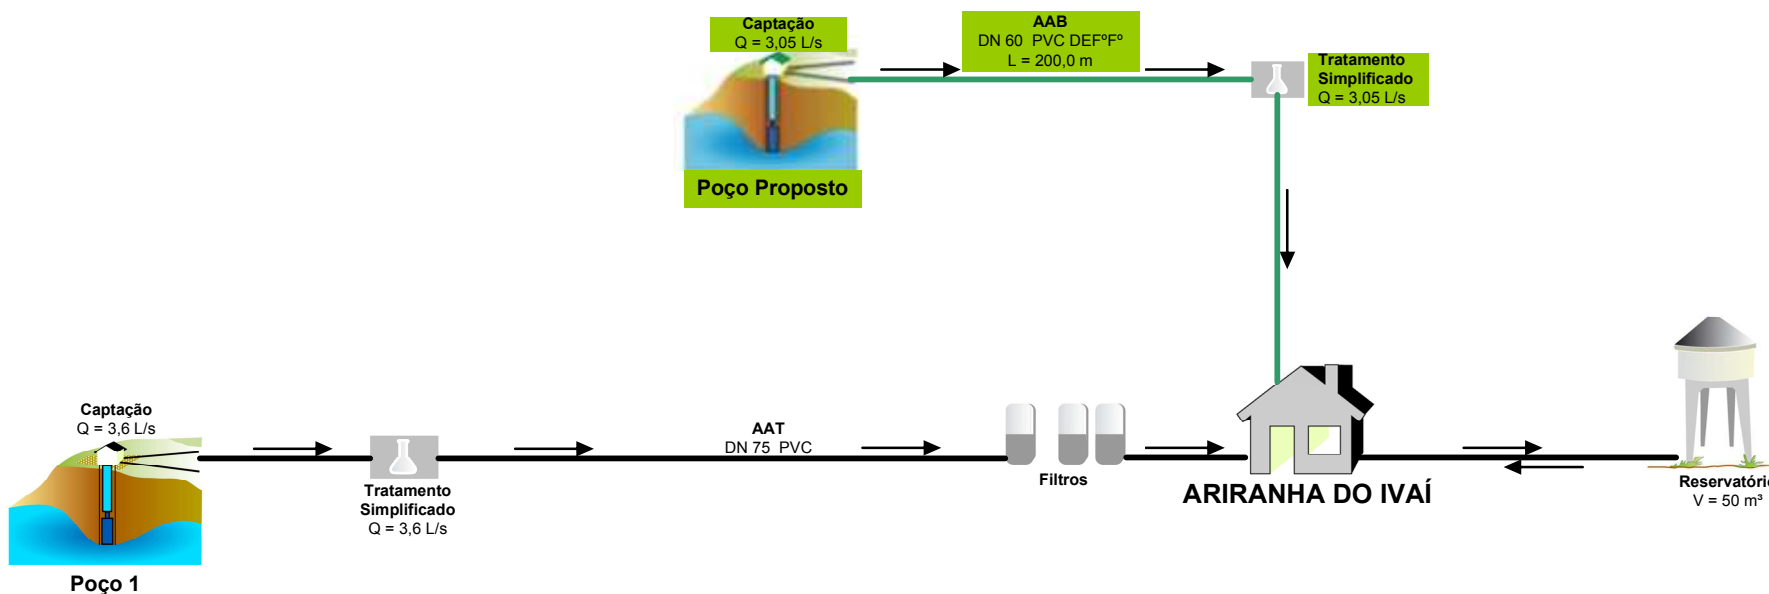 Captação
Q = 3,05 L/s
AAB
DN 60  PVC DEFºFº
L = 200,0 m
Tratamento
Simplificado
Q = 3,05 L/s
Poço Proposto
Captação
Q = 3,6 L/s
Tratamento
Simplificado
Q = 3,6 L/s
Poço 1
AAT
DN 75  PVC
Filtros
ARIRANHA DO IVAÍ
Reservatóri
V = 50 m³